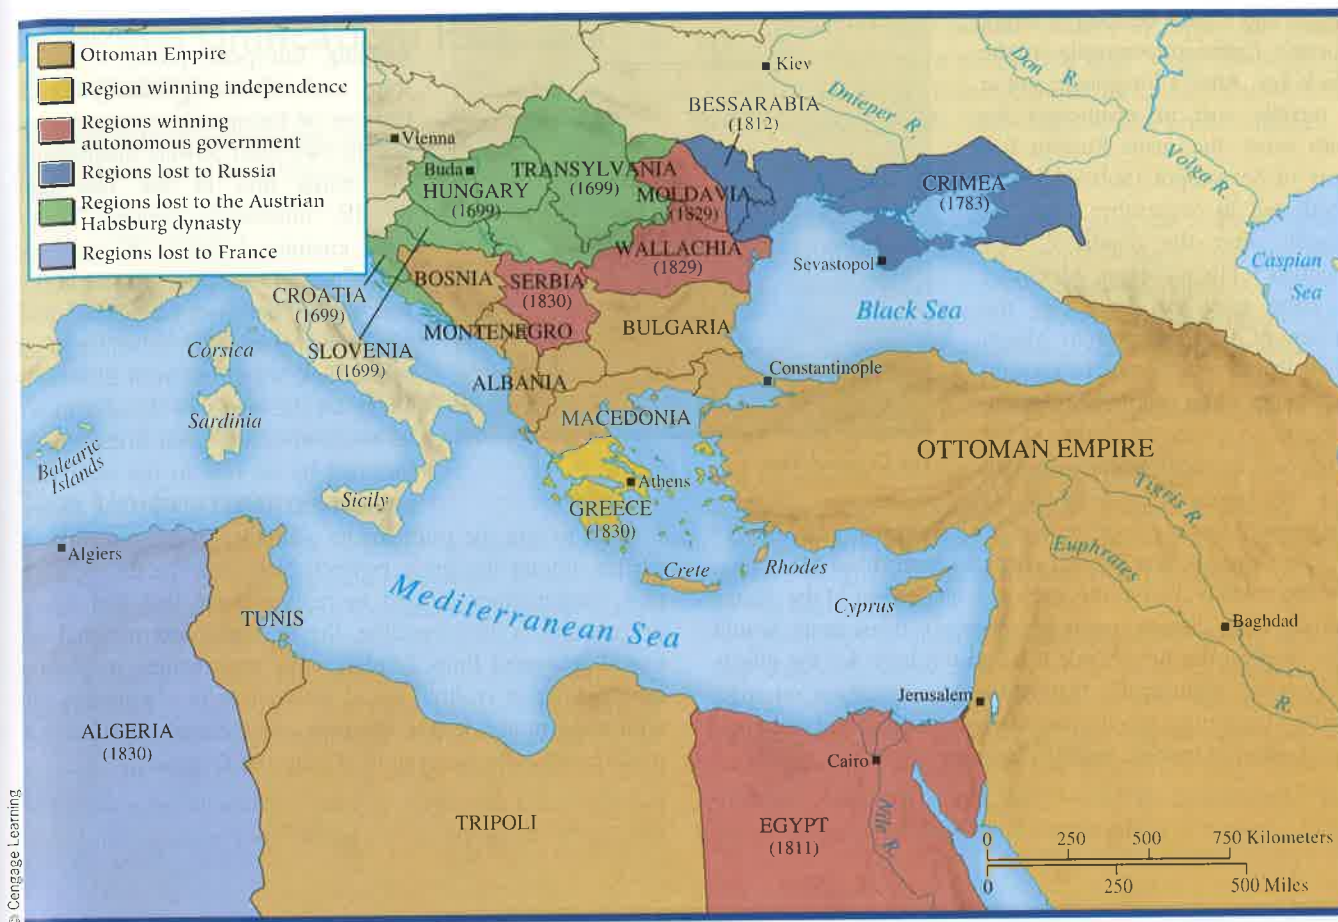 Ottoman Empire
Region winning independence
Regions winning
autonomous government
Regions lost to Russia
Regions lost to the Austrian
Habsburg dynasty
Regions lost to France
Kiev
Don R.
Dnieper R.
Volga R.
BESSARABIA
(1812)
Vienna
Buda
HUNGARY
(1699)
TRANSYLVANIA
(1699)
MOLDAVIA
(1829)
CRIMEA
(1783)
WALLACHIA
(1829)
Sevastopol
Caspian
Sea
BOSNIA
SERBIA
(1830)
CROATIA
(1699)
Black Sea
MONTENEGRO
BULGARIA
SLOVENIA
(1699)
Corsica
Constantinople
ALBANIA
Sardinia
MACEDONIA
OTTOMAN EMPIRE
Balearic
Islands
Sicily
Athens
GREECE
(1830)
Tigris R.
Euphrates
R.
Algiers
Crete
Rhodes
Cyprus
Mediterranean Sea
TUNIS
Baghdad
Jerusalem
ALGERIA
(1830)
Cairo
TRIPOLI
EGYPT
(1811)
Nile R.
0 250 500 750 Kilometers
0 250 500 Miles
© Cengage Learning